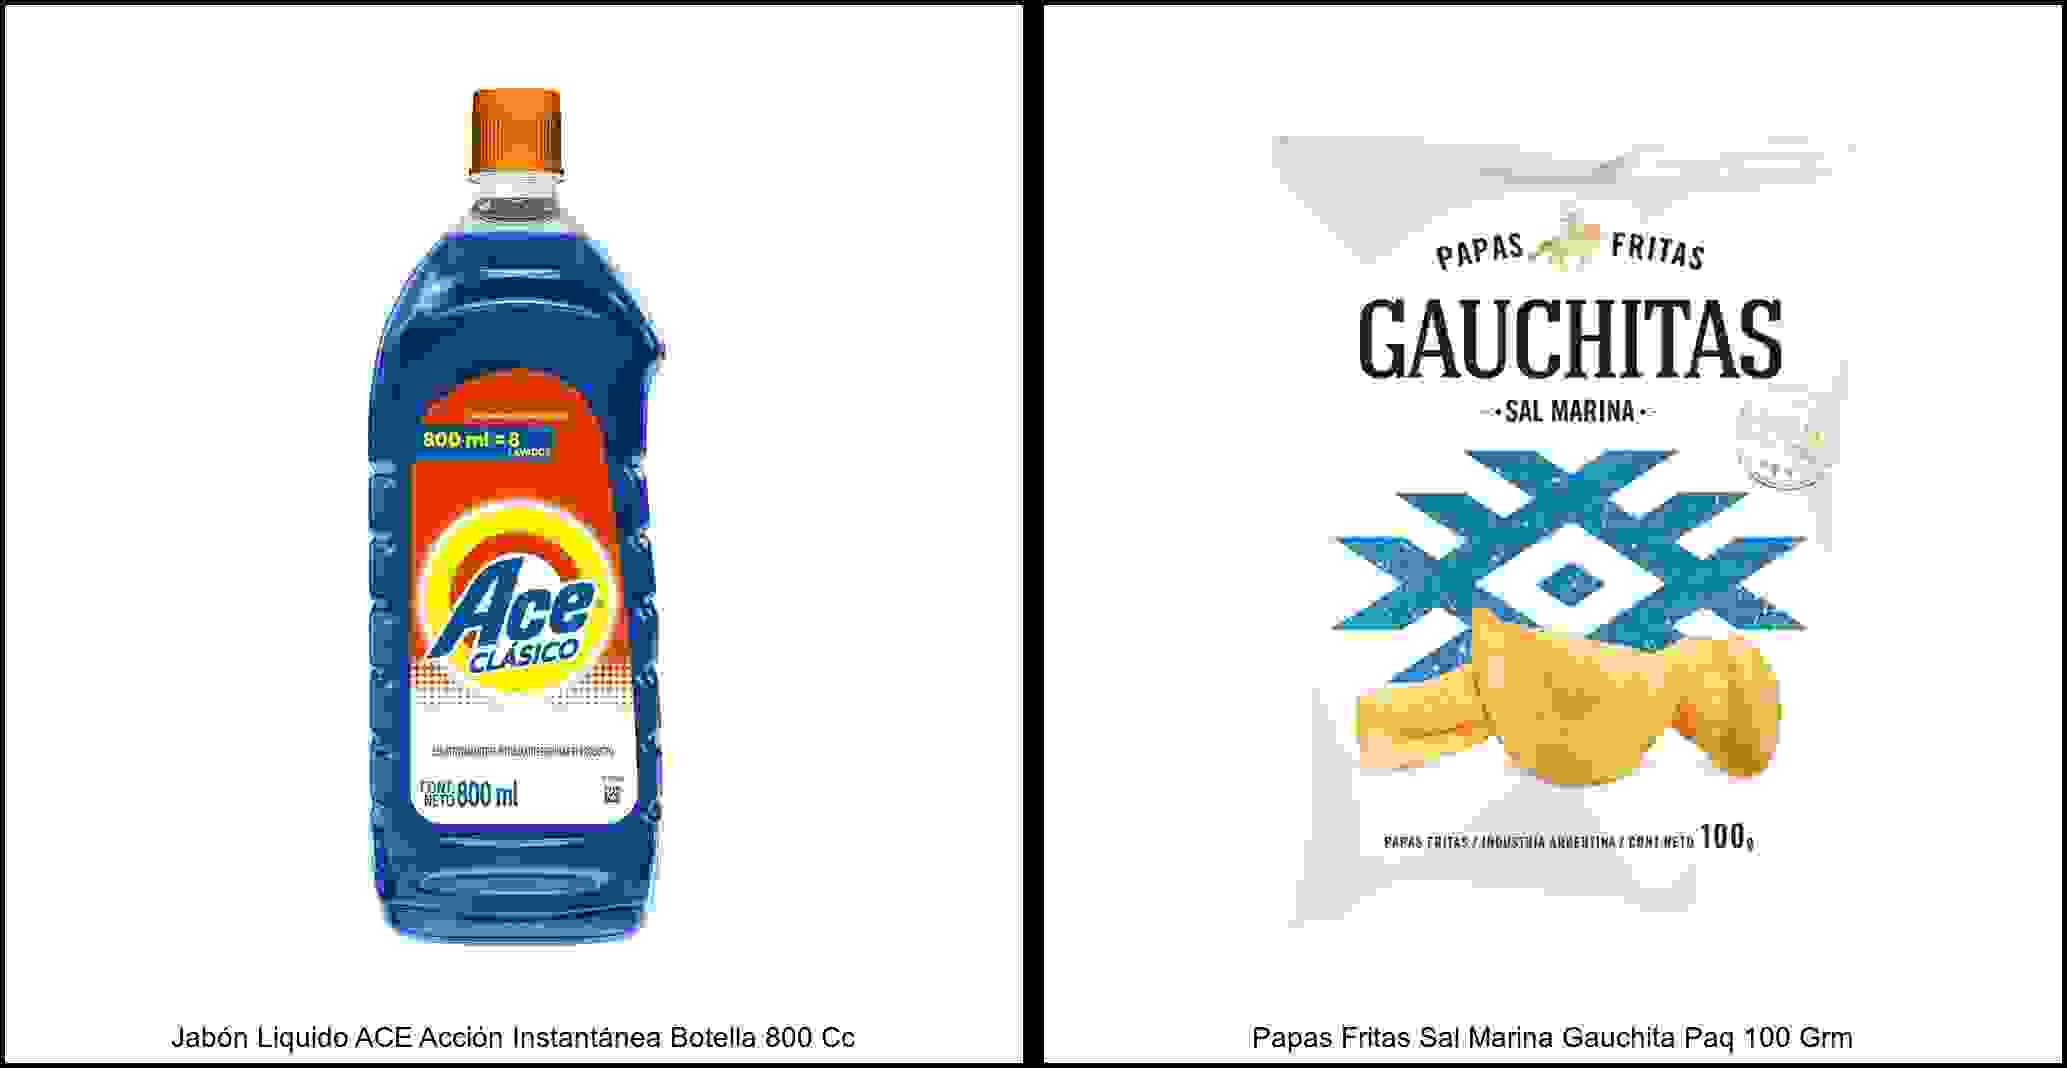 800 ml = 8
LAVADOS
Ace
CLÁSICO
CONT.
NETO 800 ml
Jabón Liquido ACE Acción Instantánea Botella 800 Cc
PAPAS FRITAS
GAUCHITAS
SAL MARINA
PAPAS FRITAS / INDUSTRIA ARGENTINA / CONT. NETO 100g
Papas Fritas Sal Marina Gauchita Paq 100 Grm